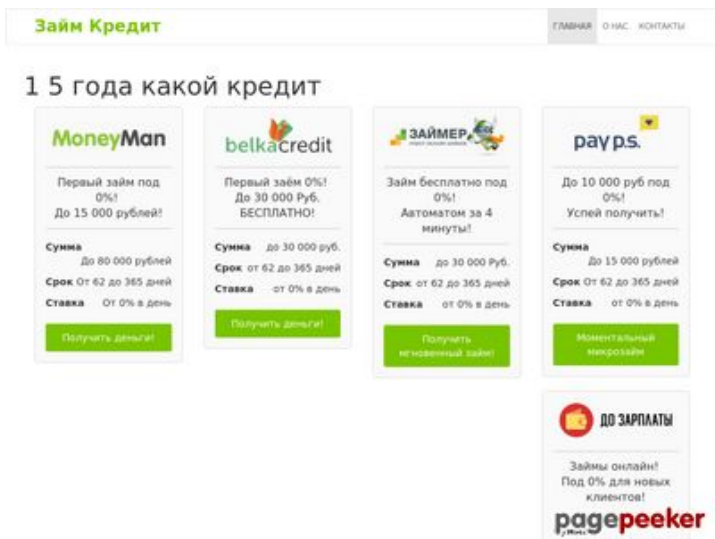 Займ Кредит
ГЛАВНАЯ О НАС КОНТАКТЫ
1 5 года какой кредит
MoneyMan
Первый займ под
0%!
До 15 000 рублей!
Сумма
До 80 000 рублей
Срок От 62 до 365 дней
Ставка От 0% в день
Получить деньги!
belkacredit
Первый заём 0%!
До 30 000 Руб.
БЕСПЛАТНО!
Сумма до 30 000 руб.
Срок от 62 до 365 дней
Ставка от 0% в день
Получить деньги!
ЗАЙМЕР
Займ бесплатно под
0%!
Автоматом за 4
минуты!
Сумма до 30 000 Руб.
Срок от 62 до 365 дней
Ставка от 0% в день
Получить
мгновенный займ!
pay p.s.
До 10 000 руб под
0%!
Успей получить!
Сумма
До 15 000 рублей
Срок От 62 до 365 дней
Ставка от 0% в день
Моментальный
микрозайм
ДО ЗАРПЛАТЫ
Займы онлайн!
Под 0% для новых
клиентов!
pagepeeker